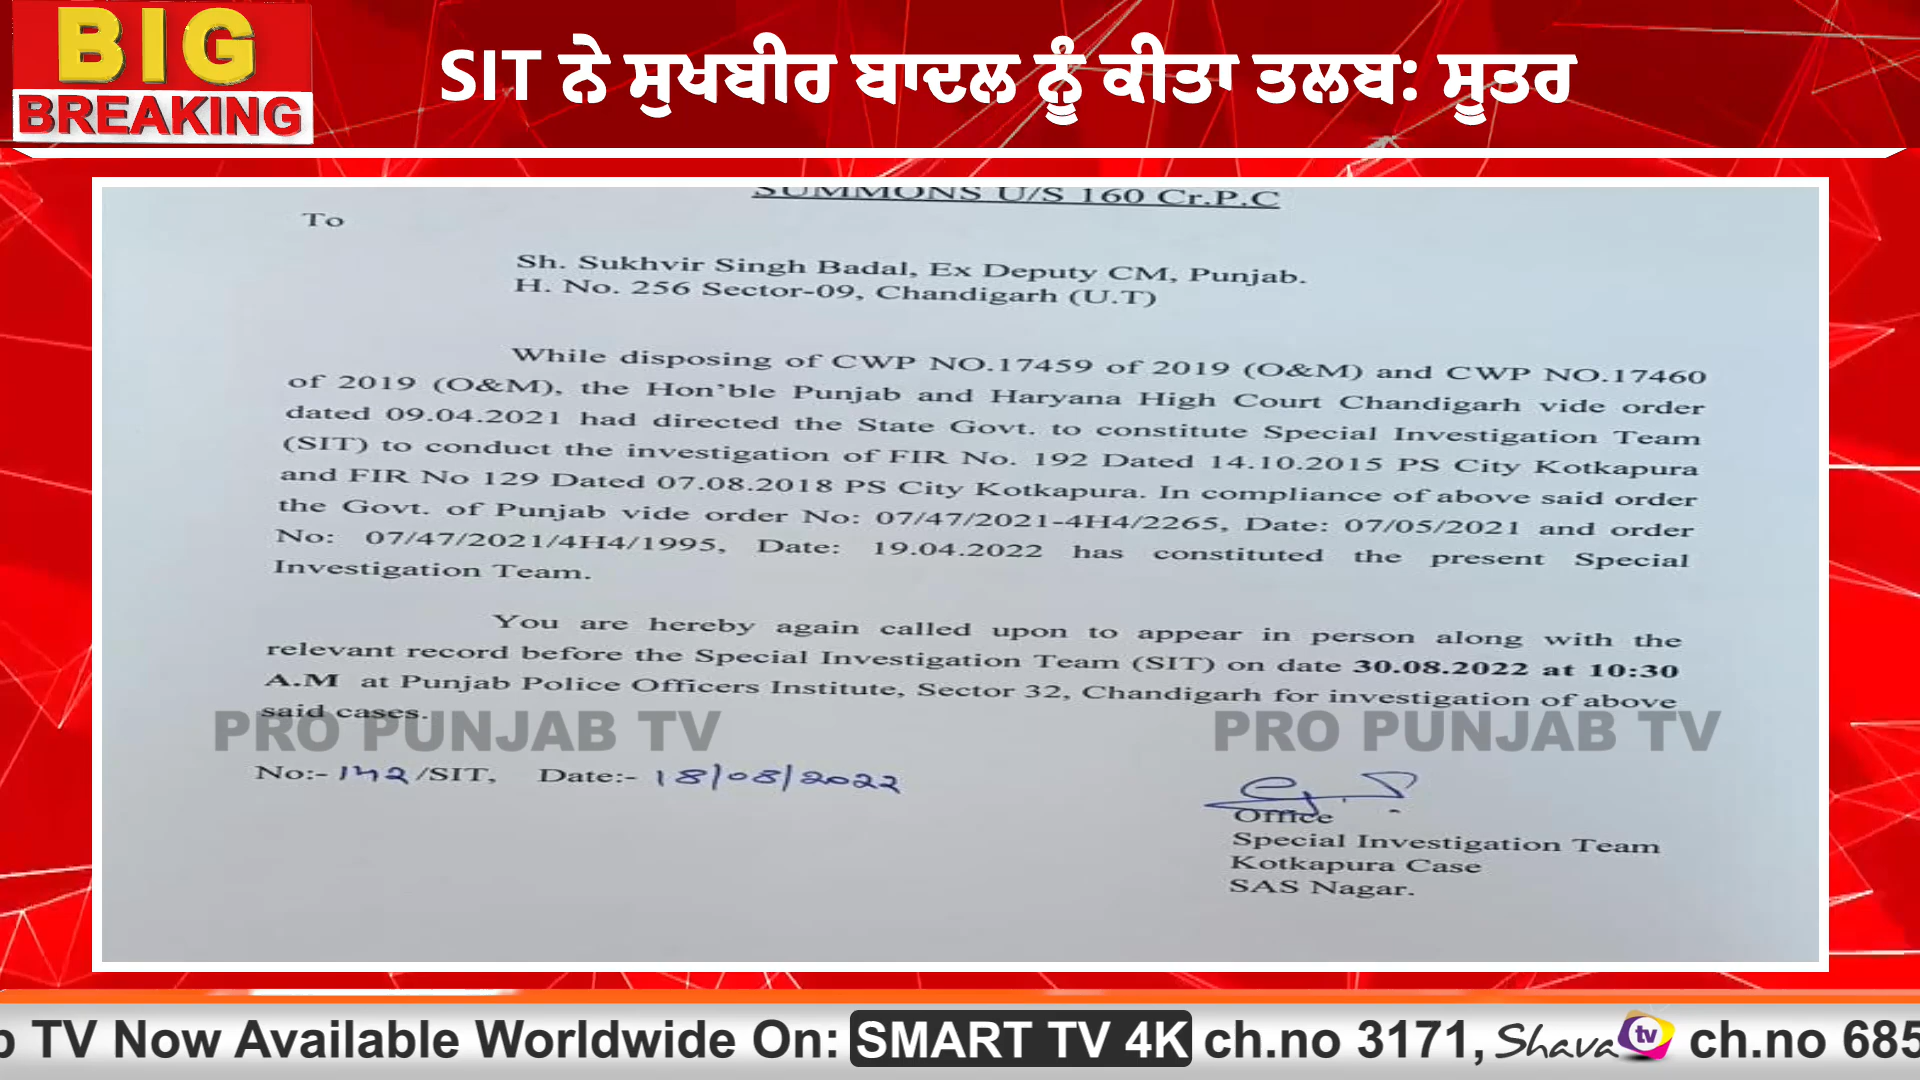 BIG
BREAKING
SIT ਨੇ ਸੁਖਬੀਰ ਬਾਦਲ ਨੂੰ ਕੀਤਾ ਤਲਬ: ਸੂਤਰ
SUMMONS U/S 160 Cr.P.C
To
Sh. Sukhvir Singh Badal, Ex Deputy CM, Punjab.
H. No. 256 Sector-09, Chandigarh (U.T)
While disposing of CWP NO.17459 of 2019 (O&M) and CWP NO.17460
of 2019 (O&M), the Hon’ble Punjab and Haryana High Court Chandigarh vide order
dated 09.04.2021 had directed the State Govt. to constitute Special Investigation Team
(SIT) to conduct the investigation of FIR No. 192 Dated 14.10.2015 PS City Kotkapura
and FIR No 129 Dated 07.08.2018 PS City Kotkapura. In compliance of above said order
the Govt. of Punjab vide order No: 07/47/2021-4H4/2265, Date: 07/05/2021 and order
No: 07/47/2021/4H4/1995, Date: 19.04.2022 has constituted the present Special
Investigation Team.
You are hereby again called upon to appear in person along with the
relevant record before the Special Investigation Team (SIT) on date 30.08.2022 at 10:30
A.M at Punjab Police Officers Institute, Sector 32, Chandigarh for investigation of above
said cases.
PRO PUNJAB TV PRO PUNJAB TV
No:- 142/SIT, Date:- 18/08/2022
Office
Special Investigation Team
Kotkapura Case
SAS Nagar.
TV Now Available Worldwide On: SMART TV 4K ch.no 3171, Shava tv ch.no 685